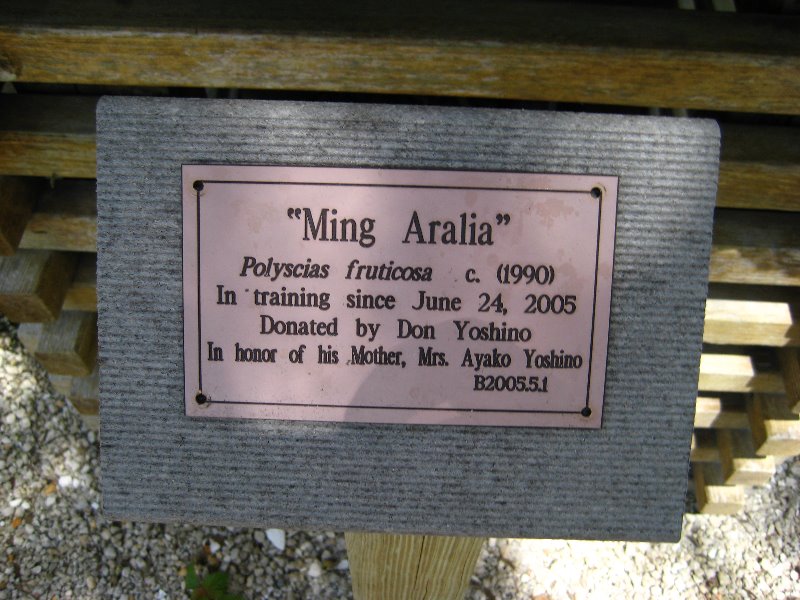 "Ming Aralia"
Polyscias fruticosa c. (1990)
In training since June 24, 2005
Donated by Don Yoshino
In honor of his Mother, Mrs. Ayako Yoshino
B2005.5.1